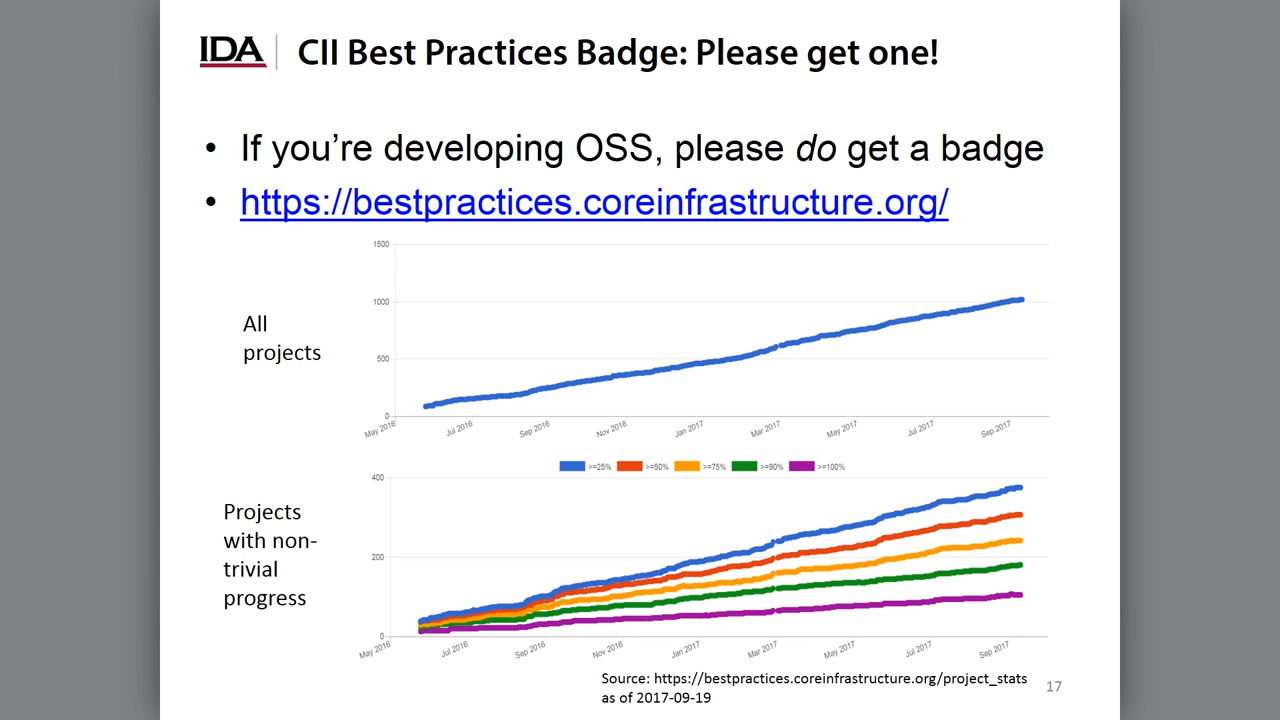 IDA
CII Best Practices Badge: Please get one!
• If you’re developing OSS, please do get a badge
• https://bestpractices.coreinfrastructure.org/
All
projects
1500
1000
500
0
May 2016 Jul 2016 Sep 2016 Nov 2016 Jan 2017 Mar 2017 May 2017 Jul 2017 Sep 2017
>=25% >=50% >=75% >=90% >=100%
Projects
with non-
trivial
progress
400
200
0
May 2016 Jul 2016 Sep 2016 Nov 2016 Jan 2017 Mar 2017 May 2017 Jul 2017 Sep 2017
Source: https://bestpractices.coreinfrastructure.org/project_stats
as of 2017-09-19
17